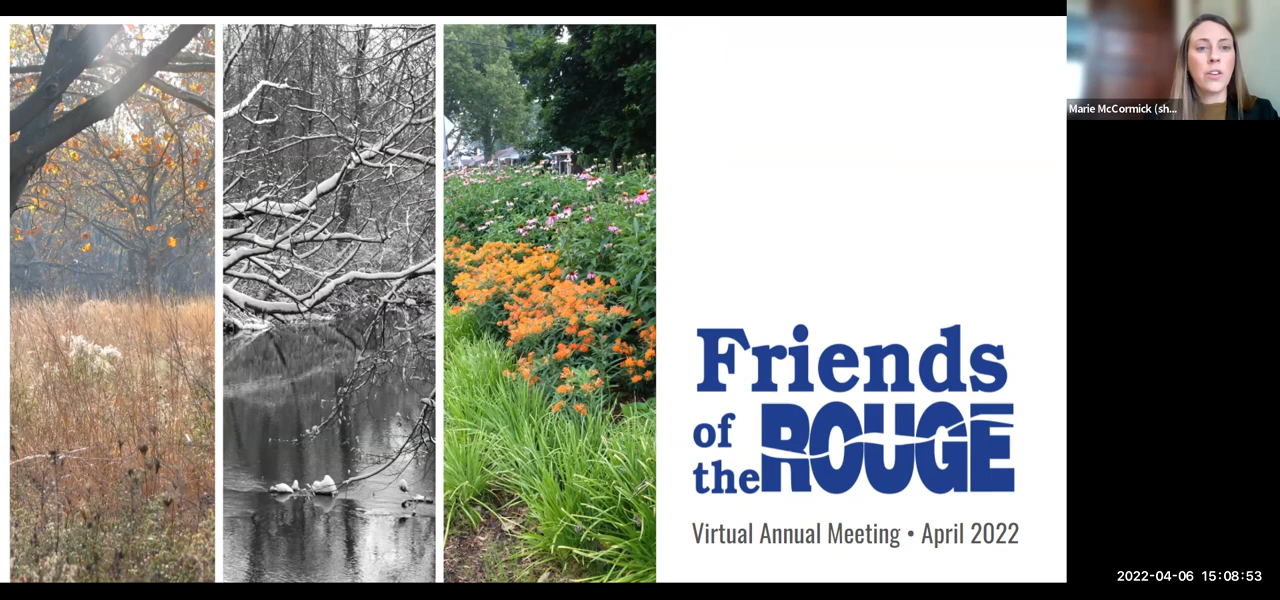 Friends
of
the ROUGE
Virtual Annual Meeting • April 2022
Marie McCormick (sh...
2022-04-06 15:08:53